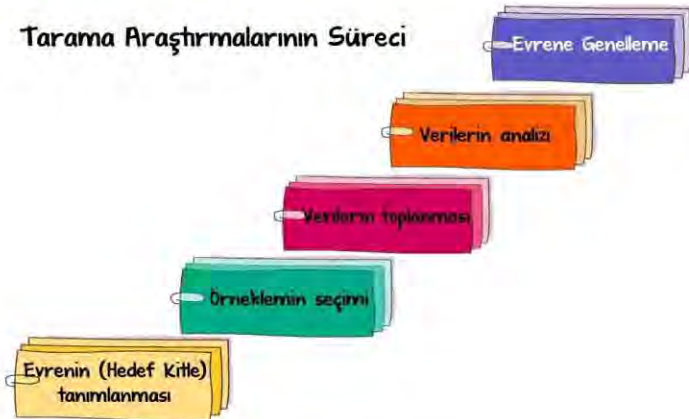 Tarama Araştırmalarının Süreci
Evrene Genelleme
Verilerin analizi
Verilerin toplanması
Örneklemin seçimi
Evrenin (Hedef Kitle)
tanımlanması